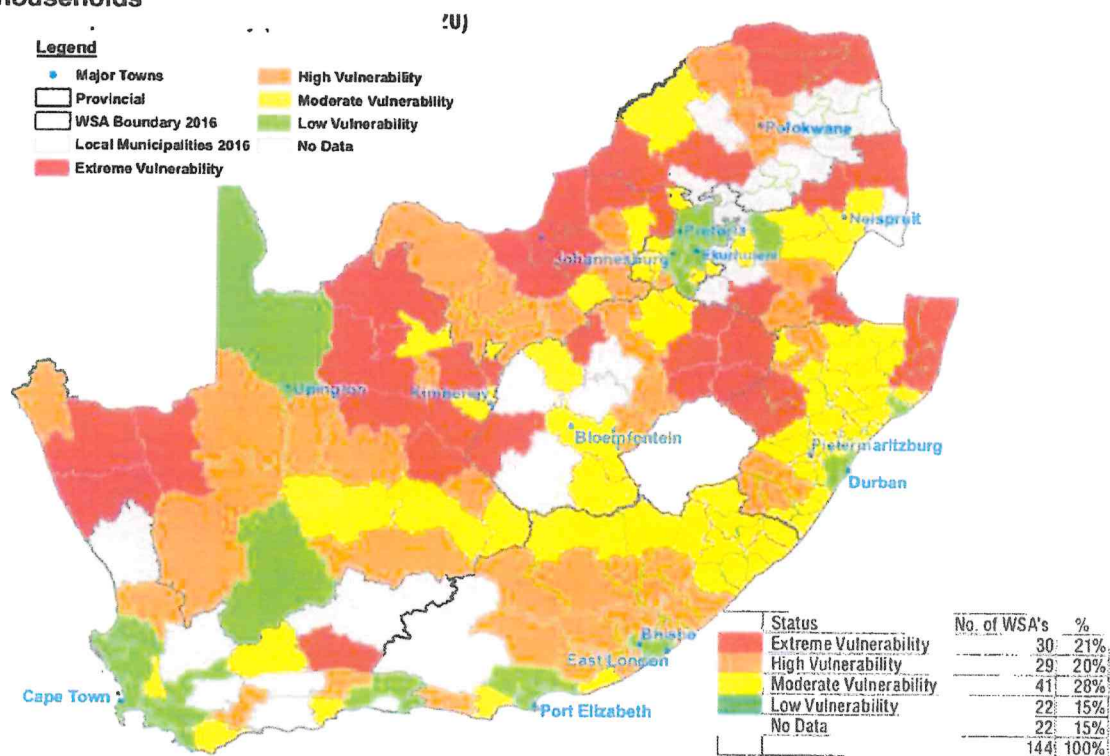 households
20)
Legend
Major Towns
Provincial
WSA Boundary 2016
Local Municipalities 2016
Extreme Vulnerability
High Vulnerability
Moderate Vulnerability
Low Vulnerability
No Data
Polokwane
Nelspruit
Pretoria
Johannesburg
Ekurhuleni
Upington
Kimberley
Bloemfontein
Pietermaritzburg
Durban
Bhisho
East London
Cape Town
Port Elizabeth
Status No. of WSA's %
Extreme Vulnerability 30 21%
High Vulnerability 29 20%
Moderate Vulnerability 41 28%
Low Vulnerability 22 15%
No Data 22 15%
144 100%